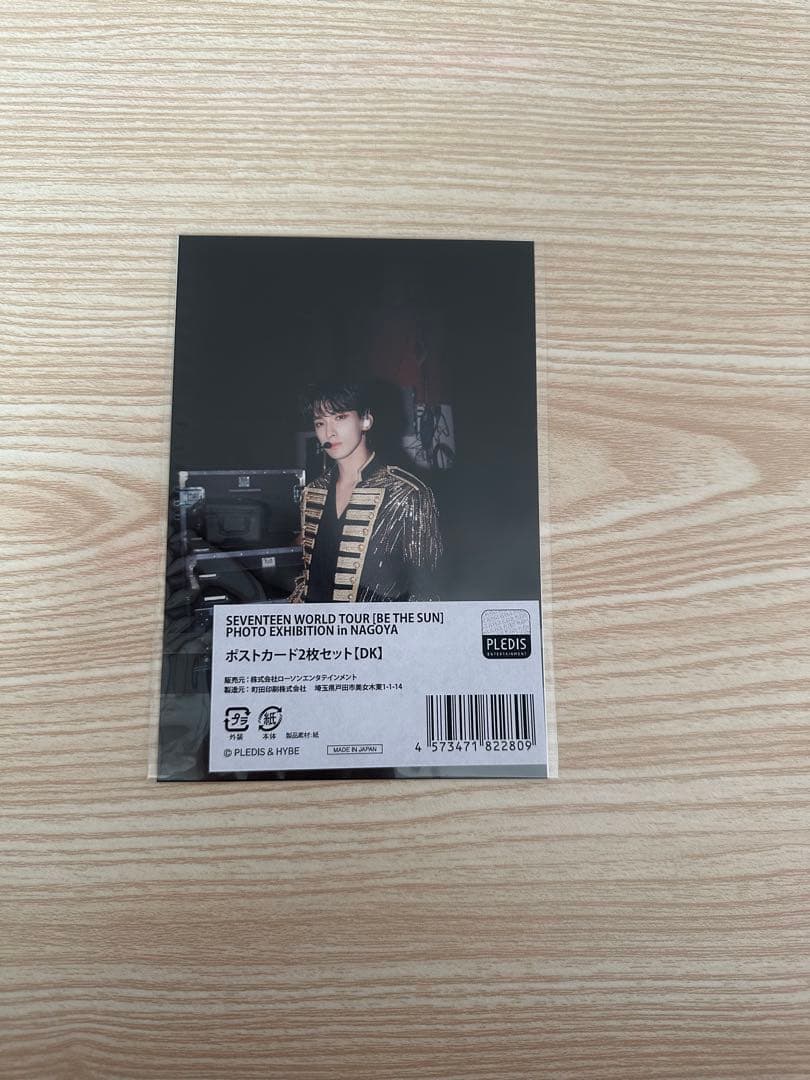 SEVENTEEN WORLD TOUR [BE THE SUN]
PHOTO EXHIBITION in NAGOYA
ポストカード2枚セット【DK】
PLEDIS
ENTERTAINMENT
販売元：株式会社ローソンエンタテインメント
製造元：町田印刷株式会社　埼玉県戸田市美女木東1-1-14
プラ
外装
紙
本体
製品素材：紙
© PLEDIS & HYBE
MADE IN JAPAN
4 573471 822809